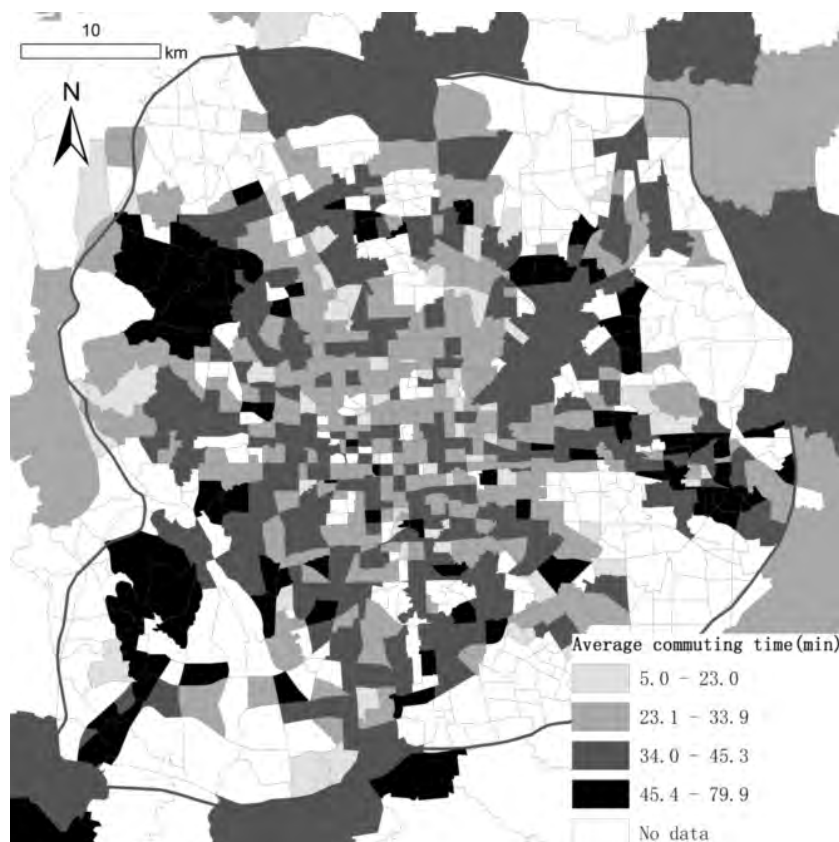 10
km
N
Average commuting time(min)
5.0 - 23.0
23.1 - 33.9
34.0 - 45.3
45.4 - 79.9
No data